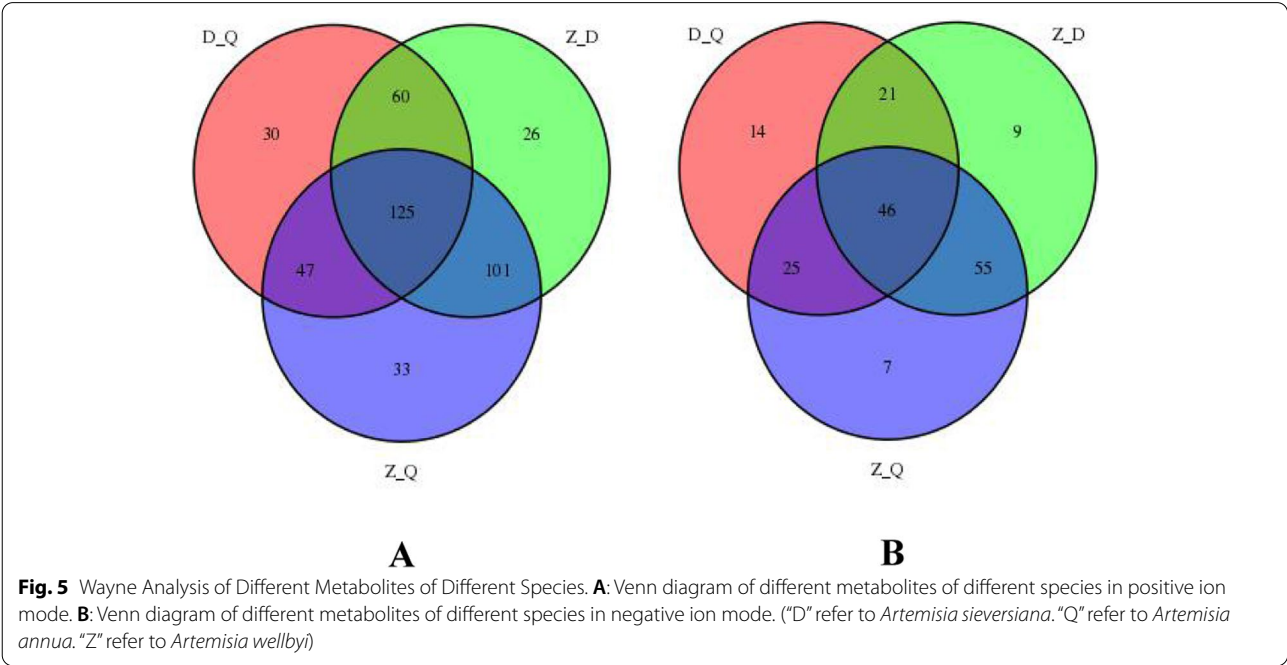 D_Q
Z_D
60
30
26
125
47
101
33
Z_Q
A
D_Q
Z_D
21
14
9
46
25
55
7
Z_Q
B
Fig. 5 Wayne Analysis of Different Metabolites of Different Species. A: Venn diagram of different metabolites of different species in positive ion
mode. B: Venn diagram of different metabolites of different species in negative ion mode. (“D” refer to Artemisia sieversiana. “Q” refer to Artemisia
annua. “Z” refer to Artemisia wellbyi)